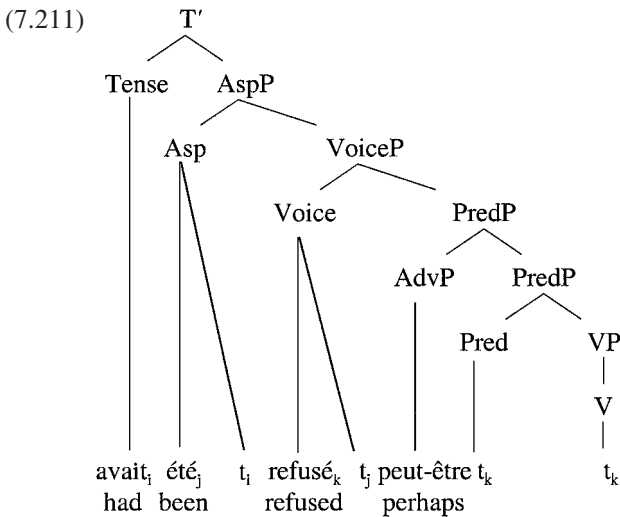 (7.211) T′
Tense AspP
Asp VoiceP
Voice PredP
AdvP PredP
Pred VP
V
avaitᵢ étéⱼ tᵢ refuséₖ tⱼ peut-être tₖ tₖ
had been refused perhaps